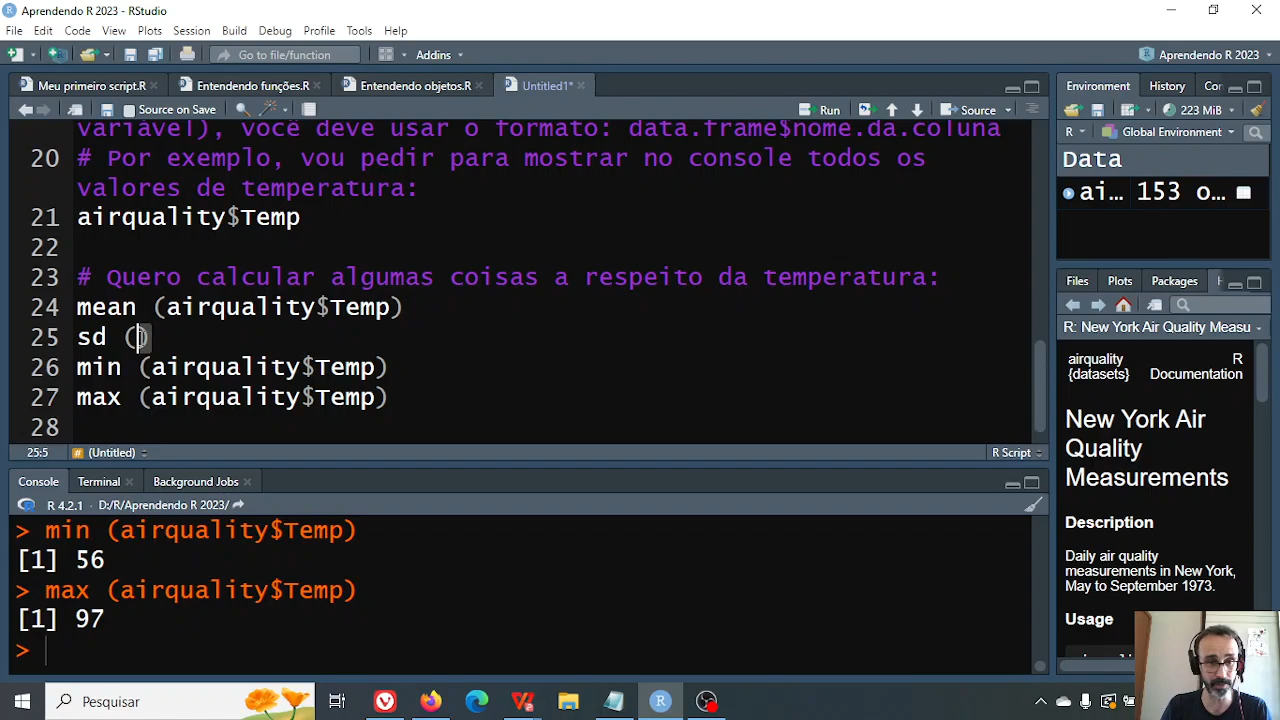 Aprendendo R 2023 - RStudio
File Edit Code View Plots Session Build Debug Profile Tools Help
Go to file/function Addins Aprendendo R 2023
Meu primeiro script.R Entendendo funções.R Entendendo objetos.R Untitled1*
Source on Save Run Source
variável), você deve usar o formato: data.frame$nome.da.coluna
20 # Por exemplo, vou pedir para mostrar no console todos os
valores de temperatura:
21 airquality$Temp
22
23 # Quero calcular algumas coisas a respeito da temperatura:
24 mean (airquality$Temp)
25 sd ()
26 min (airquality$Temp)
27 max (airquality$Temp)
28
25:5 (Untitled) R Script
Console Terminal Background Jobs
R 4.2.1 · D:/R/Aprendendo R 2023/
> min (airquality$Temp)
[1] 56
> max (airquality$Temp)
[1] 97
>
Environment History Cor
223 MiB
R Global Environment
Data
ai… 153 o…
Files Plots Packages
R: New York Air Quality Measu
airquality R
{datasets} Documentation
New York Air
Quality
Measurements
Description
Daily air quality
measurements in New York,
May to September 1973.
Usage
Pesquisar